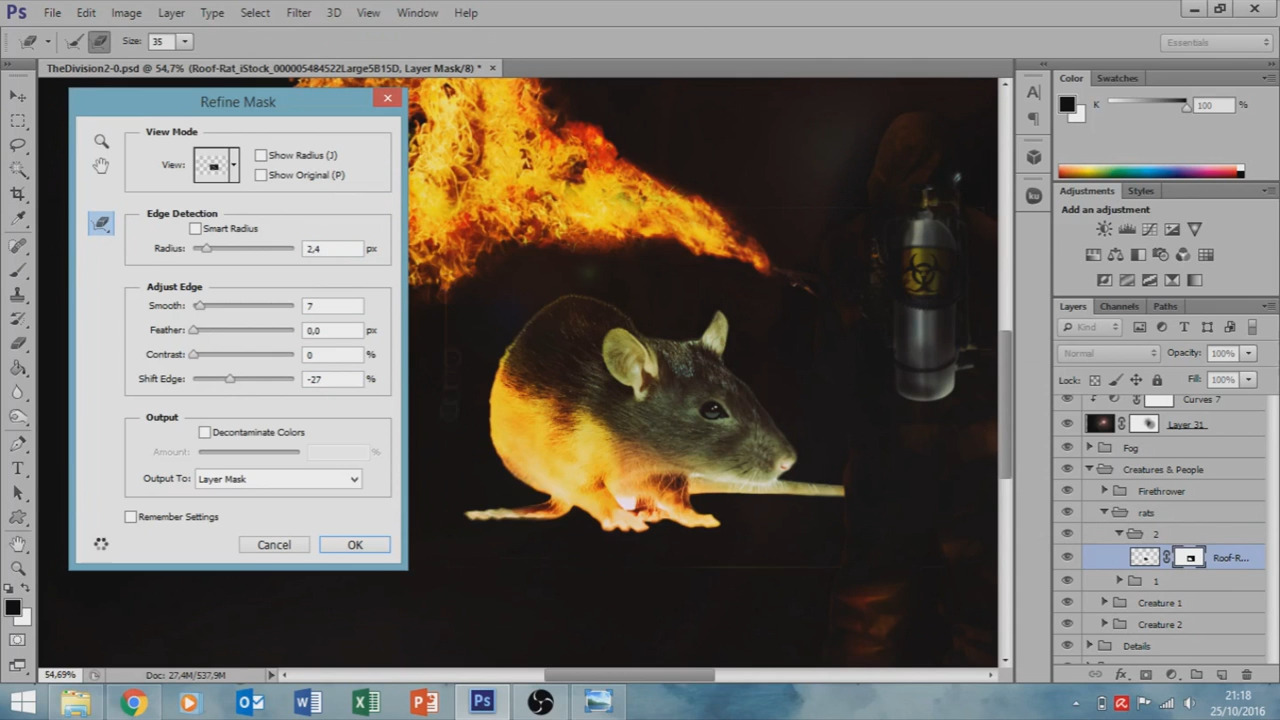 Ps File Edit Image Layer Type Select Filter 3D View Window Help
Size: 35
Essentials
TheDivision2-0.psd @ 54,7% (Roof-Rat_iStock_000005484522Large5B15D, Layer Mask/8) * ×
Refine Mask
View Mode
View:
Show Radius (J)
Show Original (P)
Edge Detection
Smart Radius
Radius: 2,4 px
Adjust Edge
Smooth: 7
Feather: 0,0 px
Contrast: 0 %
Shift Edge: -27 %
Output
Decontaminate Colors
Amount: %
Output To: Layer Mask
Remember Settings
Cancel OK
Color Swatches
K 100 %
ku
Adjustments Styles
Add an adjustment
Layers Channels Paths
Kind
Normal Opacity: 100%
Lock: Fill: 100%
Curves 7
Layer 31
Fog
Creatures & People
Firethrower
rats
2
Roof-R...
1
Creature 1
Creature 2
Details
54,69% Doc: 27,4M/537,9M
21:18
25/10/2016